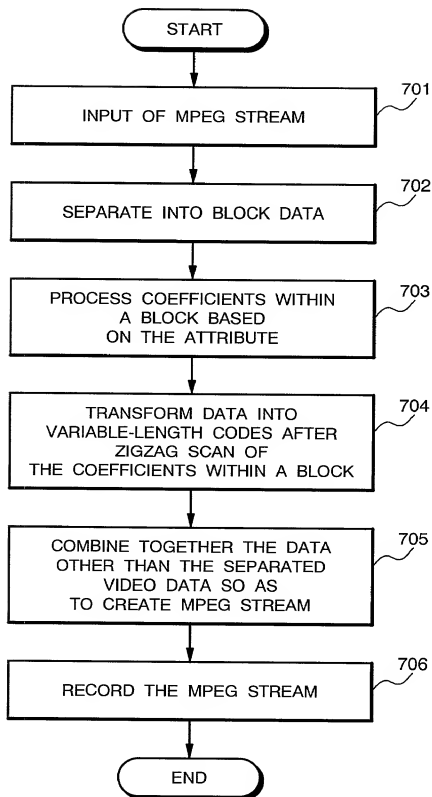 START
701
INPUT OF MPEG STREAM
702
SEPARATE INTO BLOCK DATA
703
PROCESS COEFFICIENTS WITHIN
A BLOCK BASED
ON THE ATTRIBUTE
704
TRANSFORM DATA INTO
VARIABLE-LENGTH CODES AFTER
ZIGZAG SCAN OF
THE COEFFICIENTS WITHIN A BLOCK
705
COMBINE TOGETHER THE DATA
OTHER THAN THE SEPARATED
VIDEO DATA SO AS
TO CREATE MPEG STREAM
706
RECORD THE MPEG STREAM
END